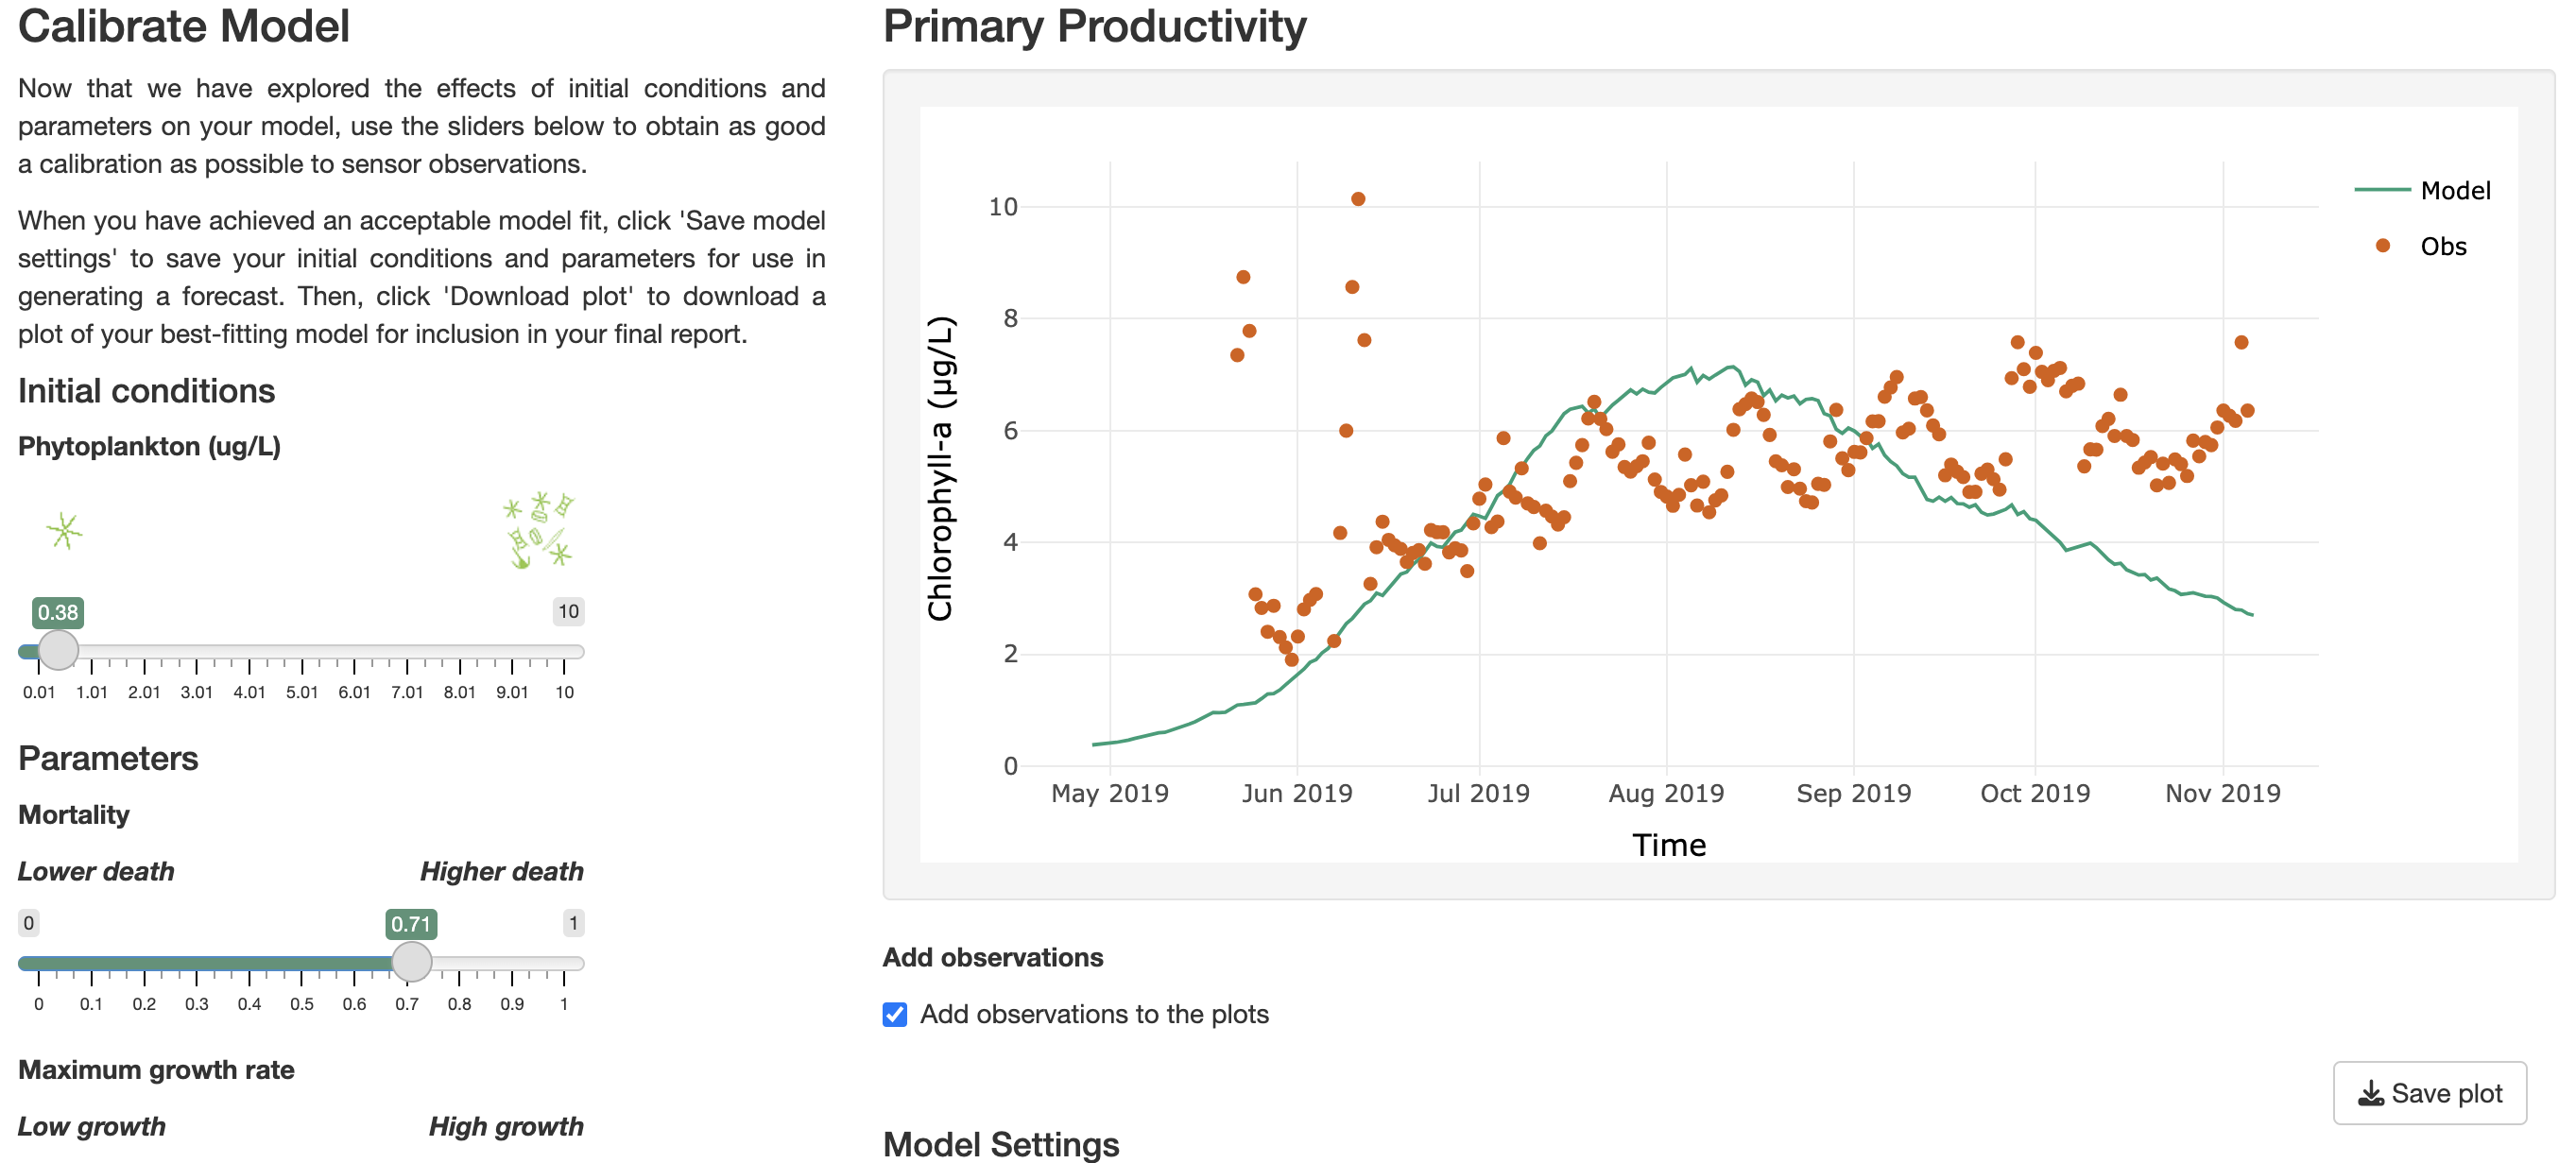 Calibrate Model
Now that we have explored the effects of initial conditions and
parameters on your model, use the sliders below to obtain as good
a calibration as possible to sensor observations.
When you have achieved an acceptable model fit, click 'Save model
settings' to save your initial conditions and parameters for use in
generating a forecast. Then, click 'Download plot' to download a
plot of your best-fitting model for inclusion in your final report.
Initial conditions
Phytoplankton (ug/L)
0.38
10
0.01 1.01 2.01 3.01 4.01 5.01 6.01 7.01 8.01 9.01 10
Parameters
Mortality
Lower death Higher death
0 0.71 1
0 0.1 0.2 0.3 0.4 0.5 0.6 0.7 0.8 0.9 1
Maximum growth rate
Low growth High growth
Primary Productivity
Chlorophyll-a (µg/L)
10
8
6
4
2
0
May 2019 Jun 2019 Jul 2019 Aug 2019 Sep 2019 Oct 2019 Nov 2019
Time
Model
Obs
Add observations
Add observations to the plots
Save plot
Model Settings